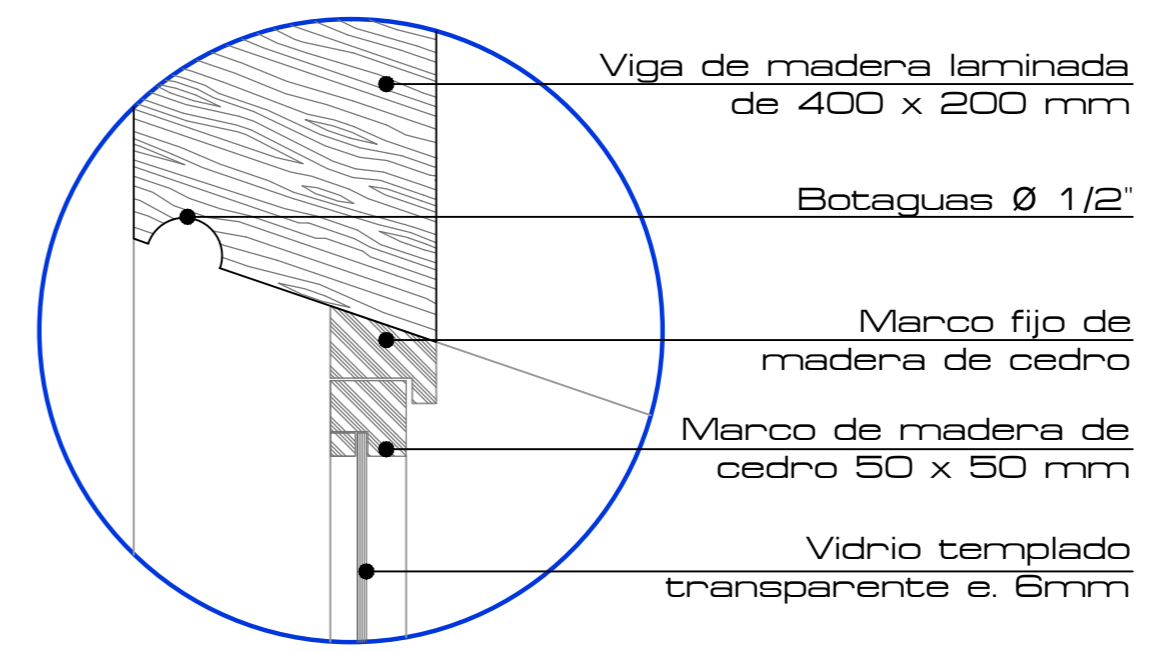 Viga de madera laminada
de 400 x 200 mm
Botaguas Ø 1/2"
Marco fijo de
madera de cedro
Marco de madera de
cedro 50 x 50 mm
Vidrio templado
transparente e. 6mm